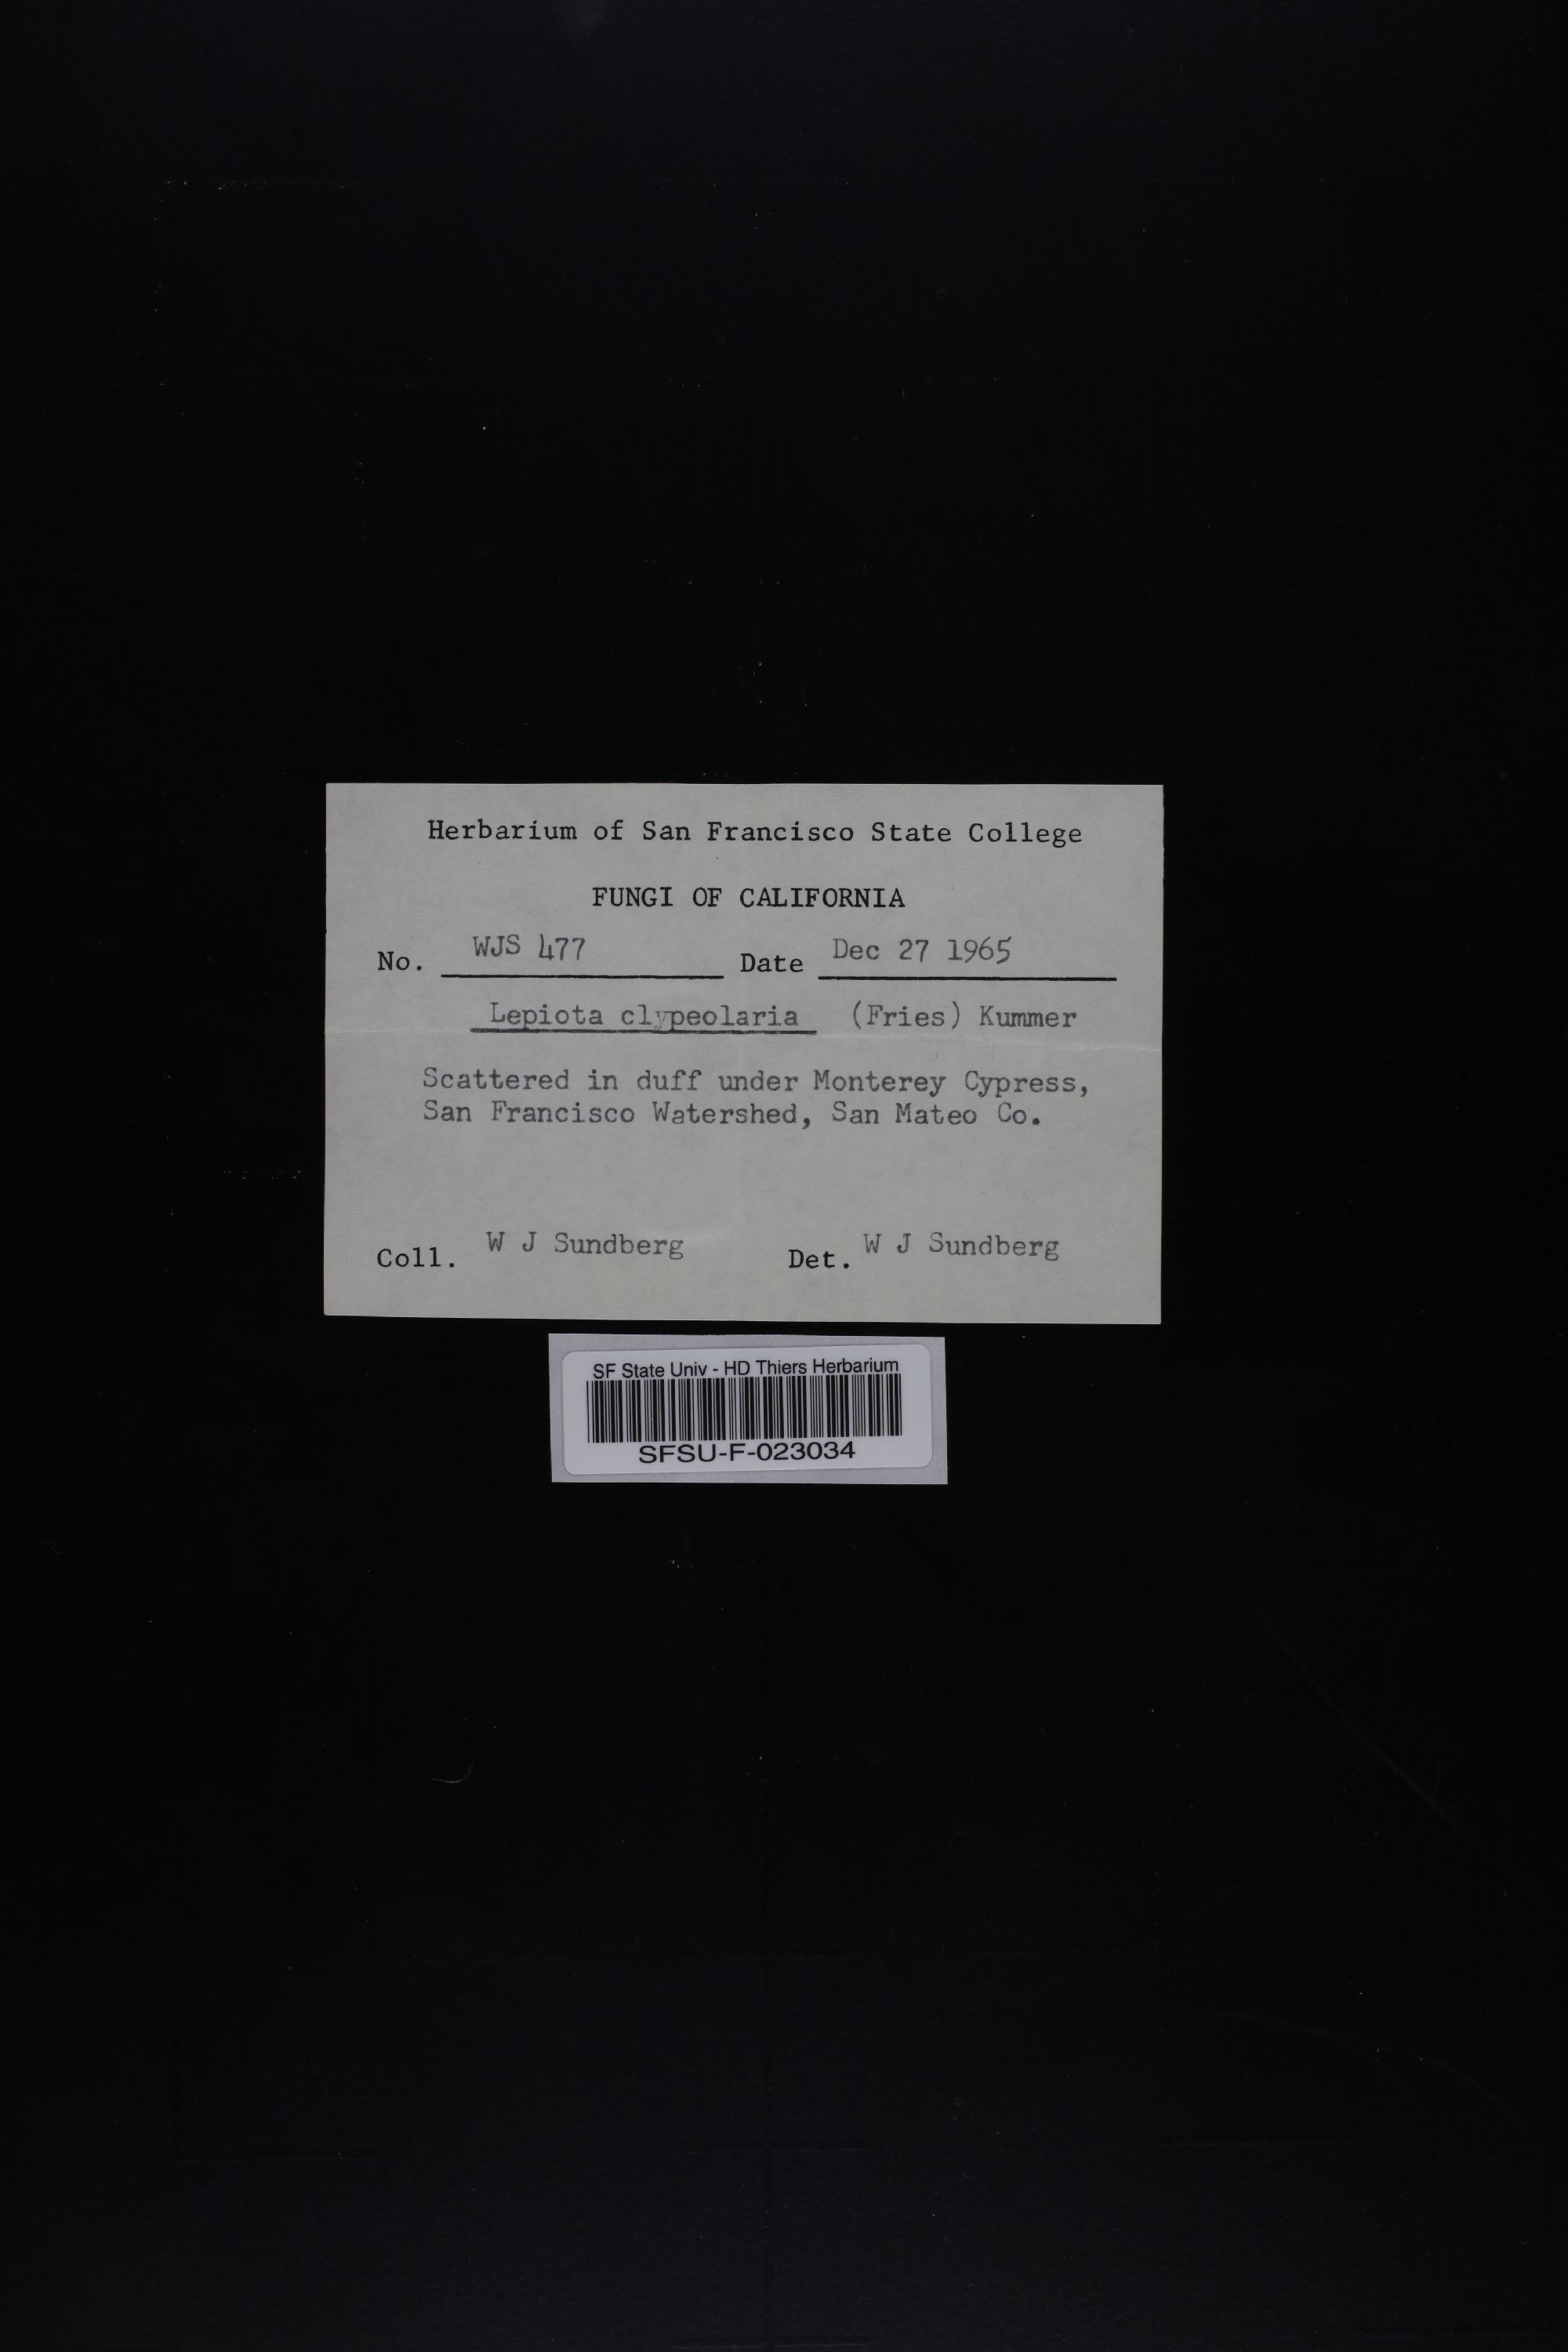 Herbarium of San Francisco State College
FUNGI OF CALIFORNIA
No. WJS 477 Date Dec 27 1965
Lepiota clypeolaria (Fries) Kummer
Scattered in duff under Monterey Cypress,
San Francisco Watershed, San Mateo Co.
Coll. W J Sundberg Det. W J Sundberg
SF State Univ - HD Thiers Herbarium
SFSU-F-023034